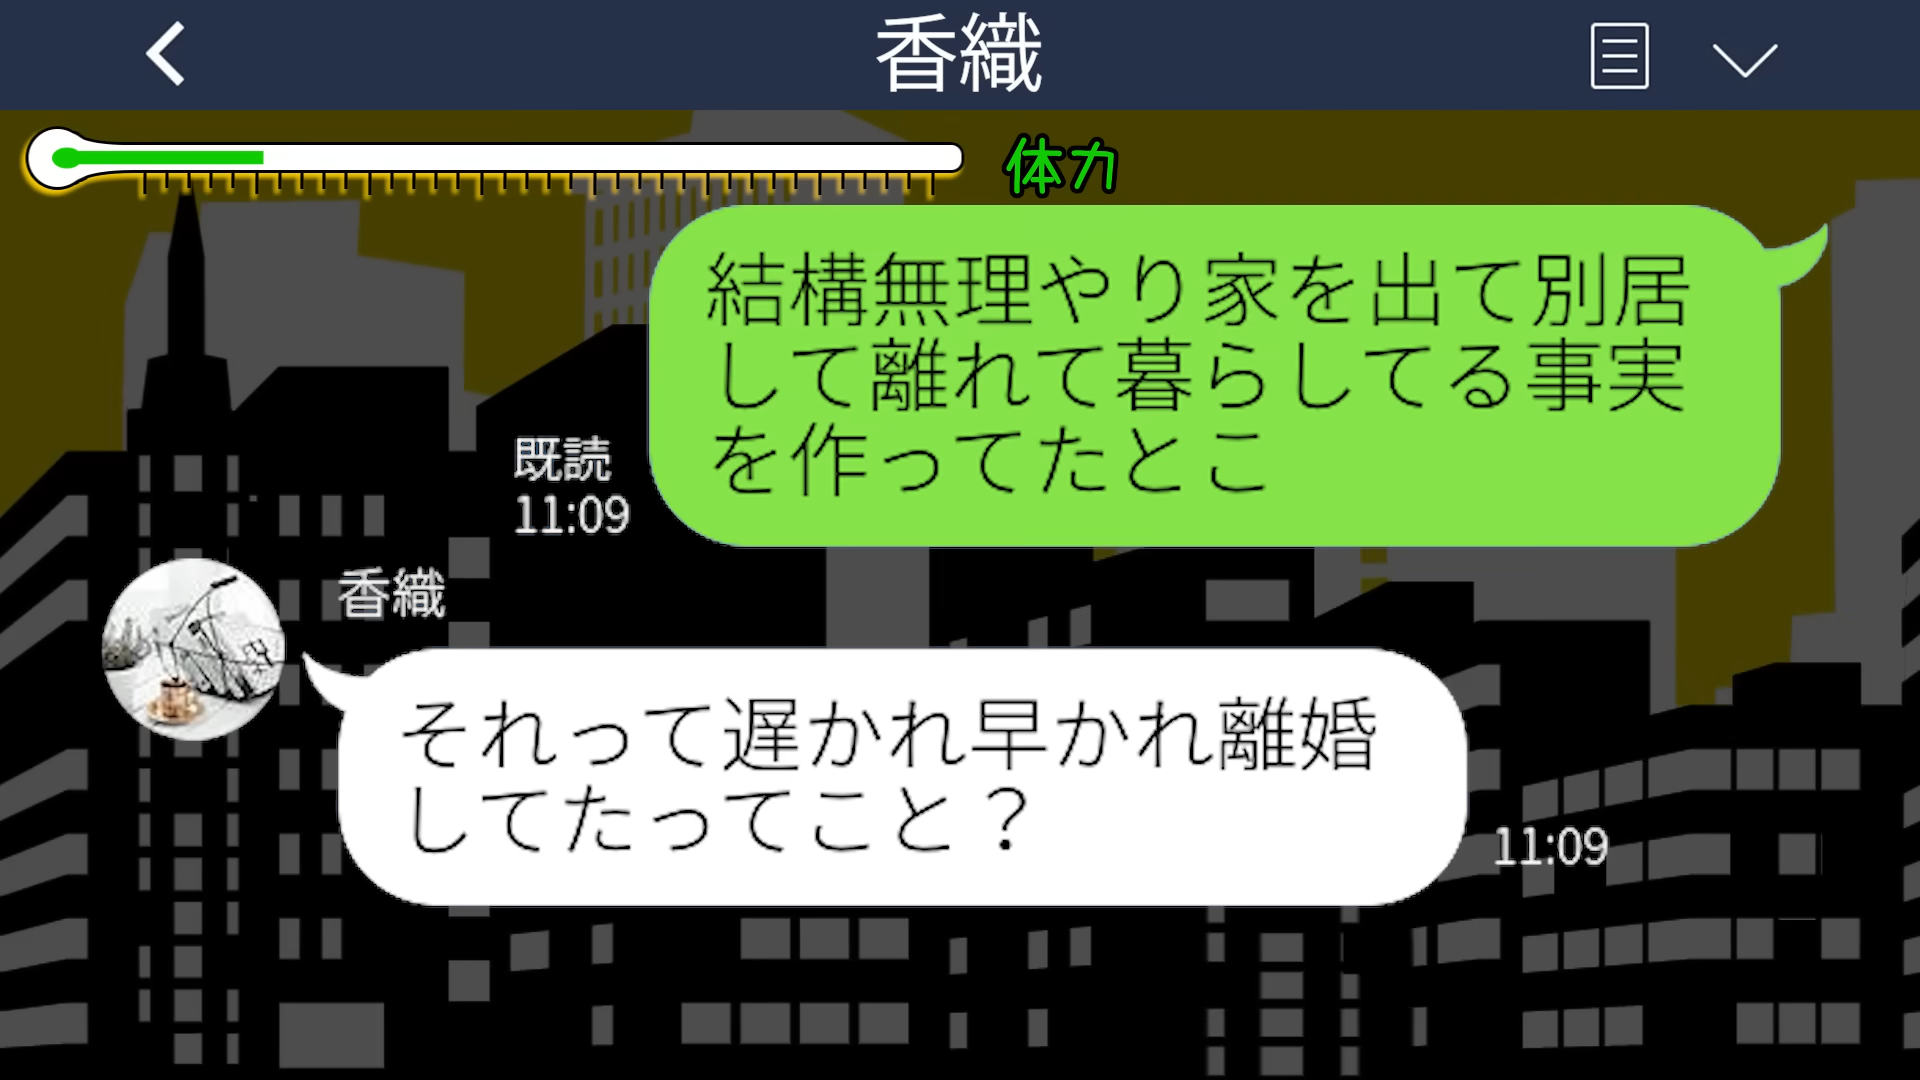 香織
体力
結構無理やり家を出て別居
して離れて暮らしてる事実
を作ってたとこ
既読
11:09
香織
それって遅かれ早かれ離婚
してたってこと？
11:09